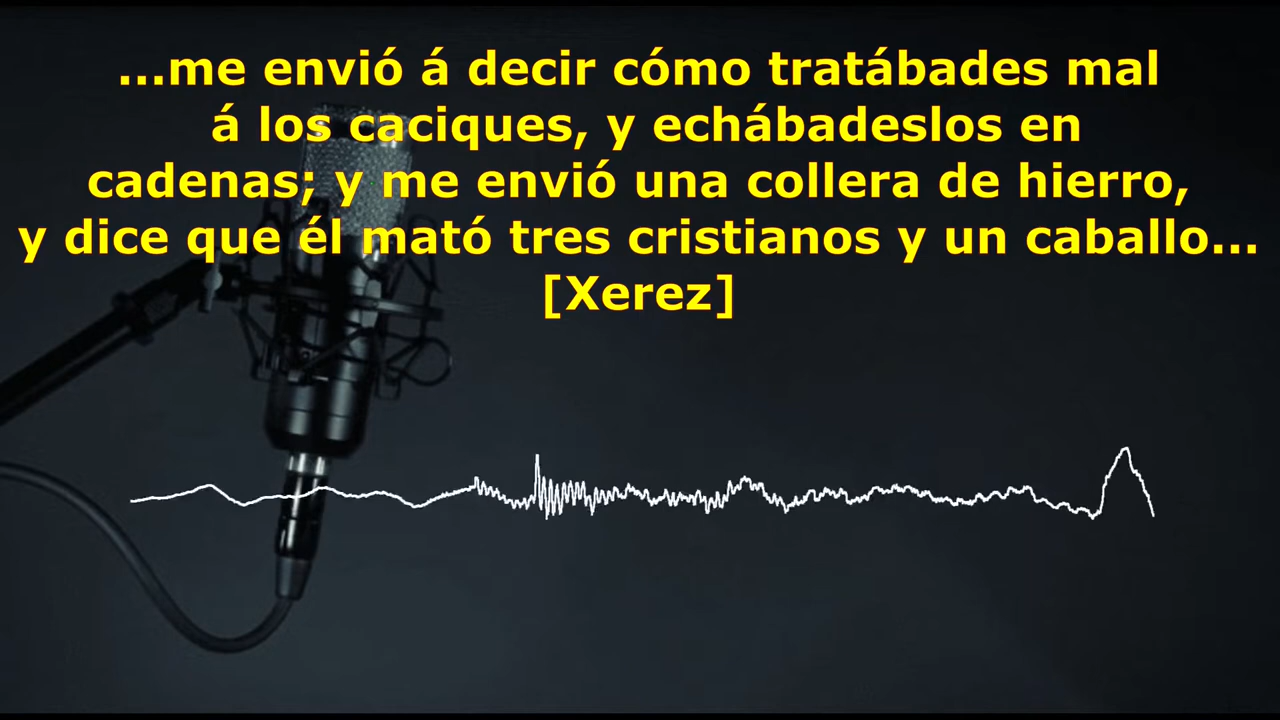 ...me envió á decir cómo tratábades mal
á los caciques, y echábadeslos en
cadenas; y me envió una collera de hierro,
y dice que él mató tres cristianos y un caballo...
[Xerez]